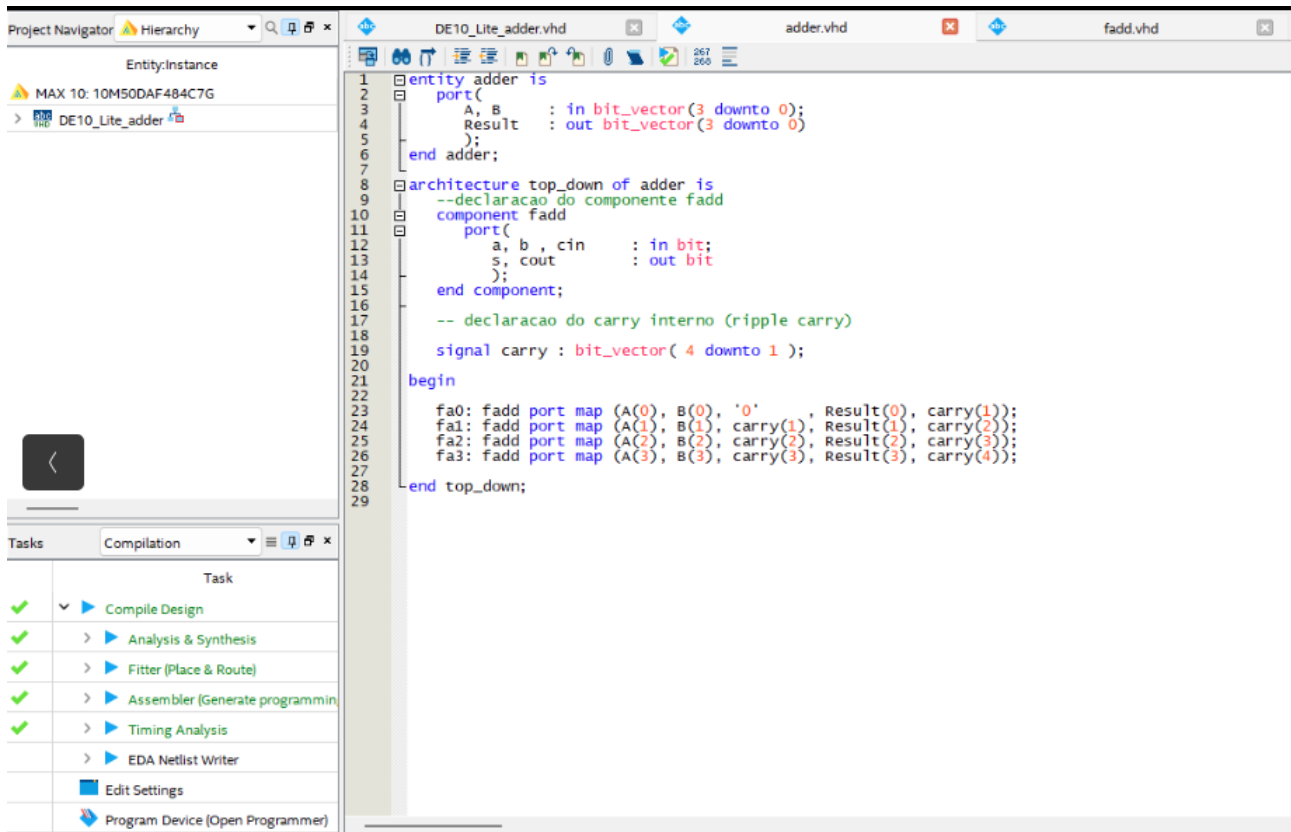 Project Navigator Hierarchy
Entity:Instance
MAX 10: 10M50DAF484C7G
DE10_Lite_adder
Tasks Compilation
Task
Compile Design
Analysis & Synthesis
Fitter (Place & Route)
Assembler (Generate programming
Timing Analysis
EDA Netlist Writer
Edit Settings
Program Device (Open Programmer)
DE10_Lite_adder.vhd adder.vhd fadd.vhd
267
268
1 entity adder is
2 port(
3 A, B : in bit_vector(3 downto 0);
4 Result : out bit_vector(3 downto 0)
5 );
6 end adder;
7
8 architecture top_down of adder is
9 --declaracao do componente fadd
10 component fadd
11 port(
12 a, b , cin : in bit;
13 s, cout : out bit
14 );
15 end component;
16
17 -- declaracao do carry interno (ripple carry)
18
19 signal carry : bit_vector( 4 downto 1 );
20
21 begin
22
23 fa0: fadd port map (A(0), B(0), '0' , Result(0), carry(1));
24 fa1: fadd port map (A(1), B(1), carry(1), Result(1), carry(2));
25 fa2: fadd port map (A(2), B(2), carry(2), Result(2), carry(3));
26 fa3: fadd port map (A(3), B(3), carry(3), Result(3), carry(4));
27
28 end top_down;
29